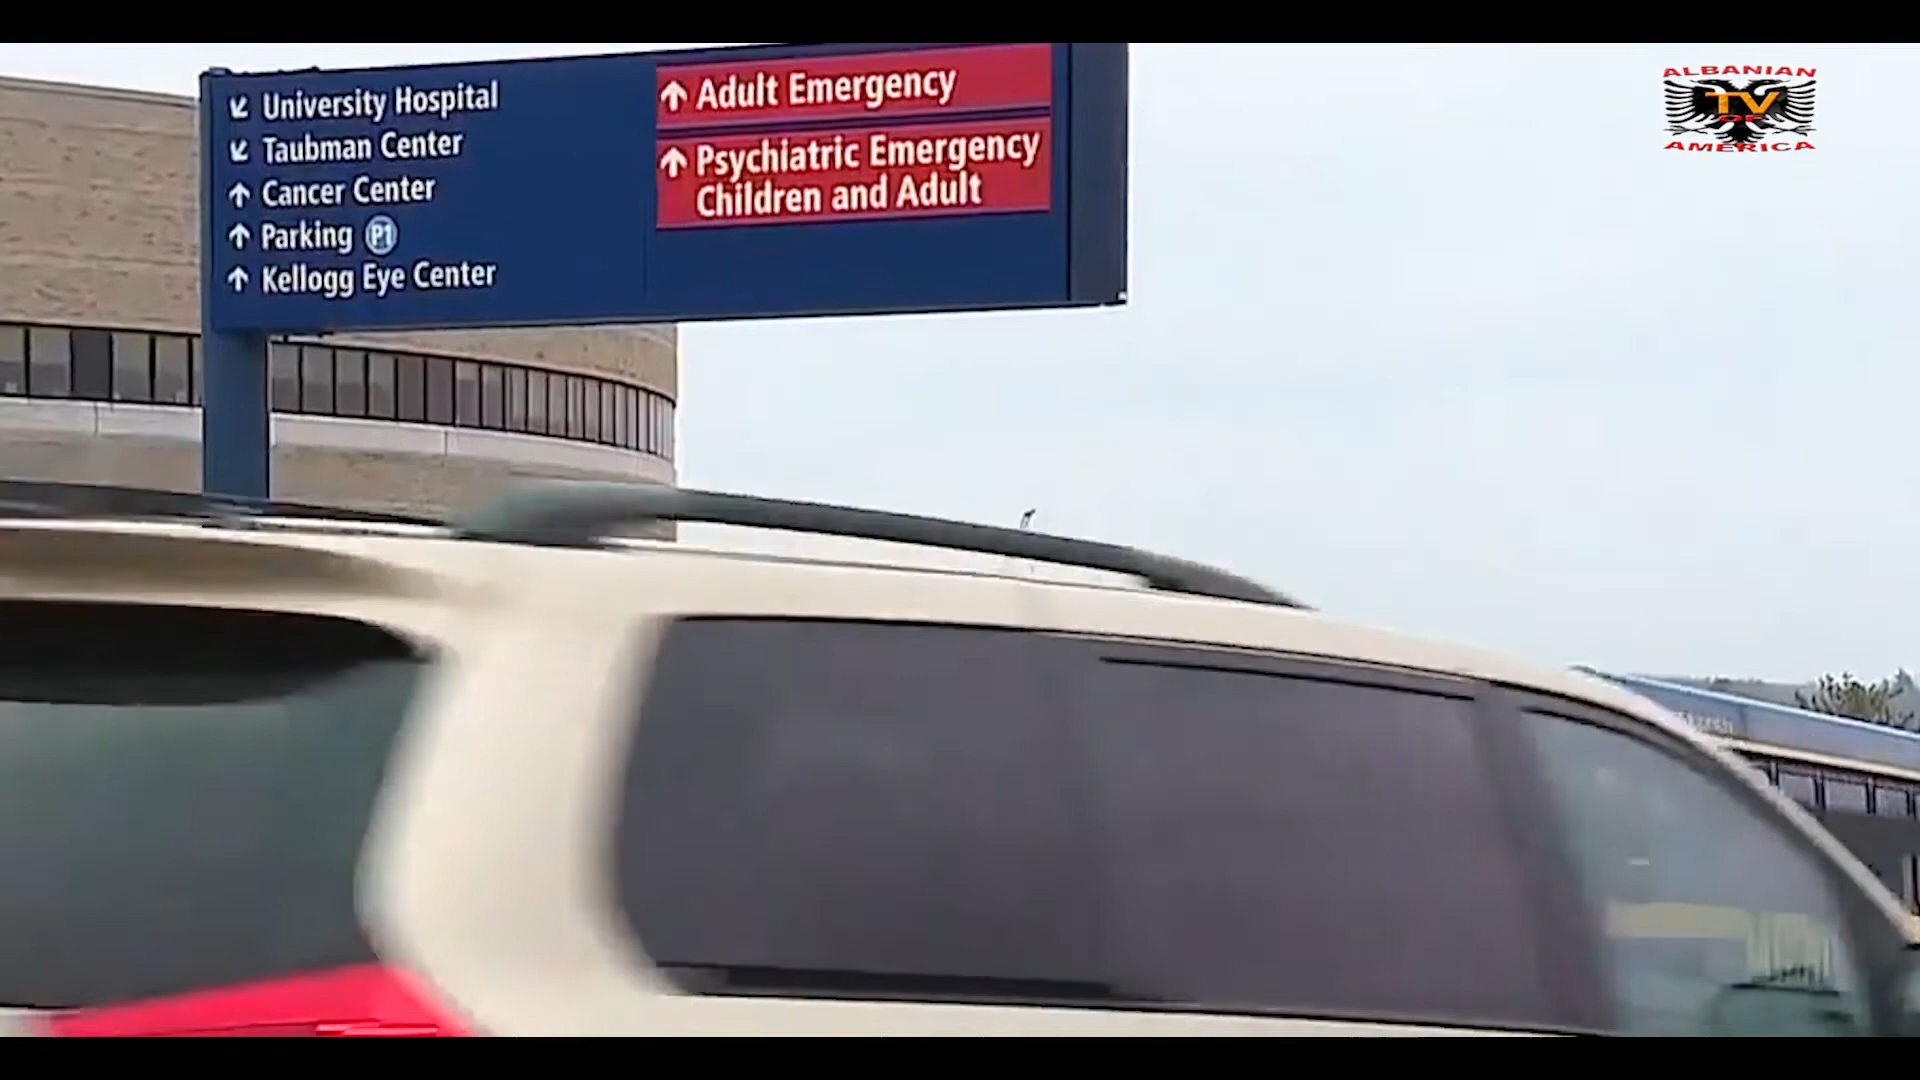 University Hospital
Taubman Center
Cancer Center
Parking P1
Kellogg Eye Center
Adult Emergency
Psychiatric Emergency
Children and Adult
ALBANIAN
TV
OF
AMERICA